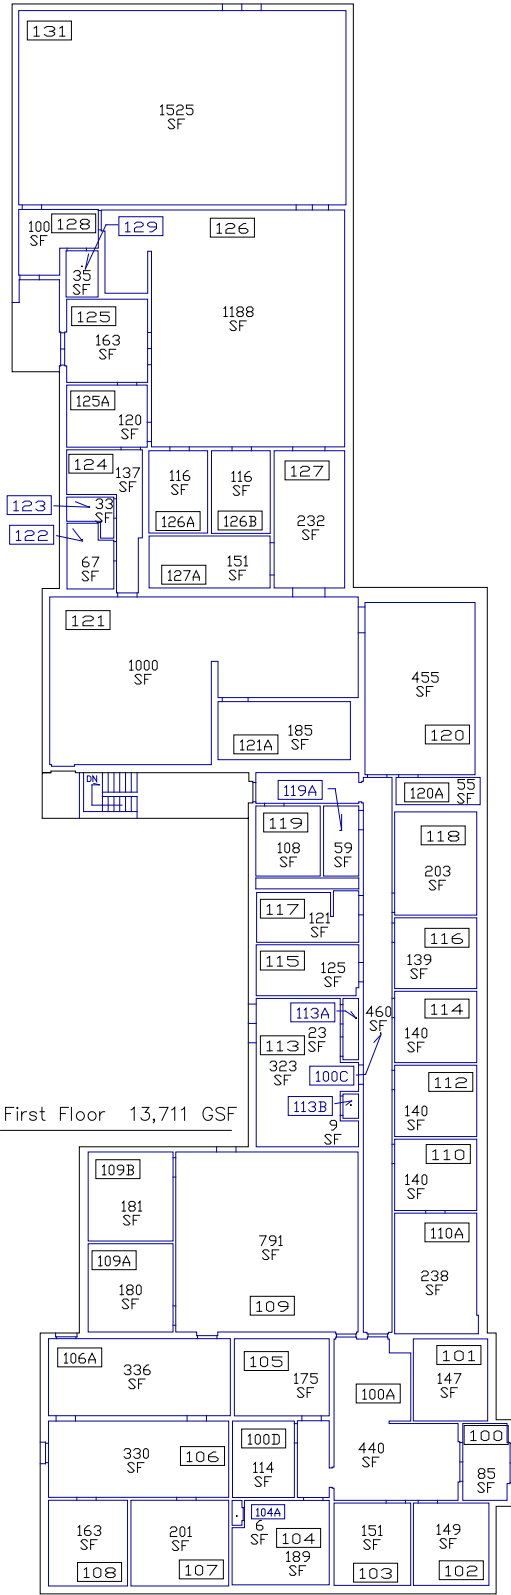 131
1525
SF
100
SF
128
129
126
35
SF
1188
SF
125
163
SF
125A
120
SF
124
137
SF
116
SF
116
SF
127
123
33
SF
126A
126B
232
SF
122
67
SF
127A
151
SF
121
1000
SF
455
SF
185
SF
121A
120
DN
119A
120A
55
SF
119
108
SF
59
SF
118
203
SF
117
121
SF
116
139
SF
115
125
SF
113A
23
SF
460
SF
114
140
SF
113
323
SF
100C
112
140
SF
113B
9
SF
First Floor 13,711 GSF
110
140
SF
109B
181
SF
791
SF
110A
238
SF
109A
180
SF
109
106A
336
SF
105
175
SF
100A
101
147
SF
330
SF
106
100D
114
SF
440
SF
100
85
SF
163
SF
108
201
SF
107
104A
6
SF
104
189
SF
151
SF
103
149
SF
102